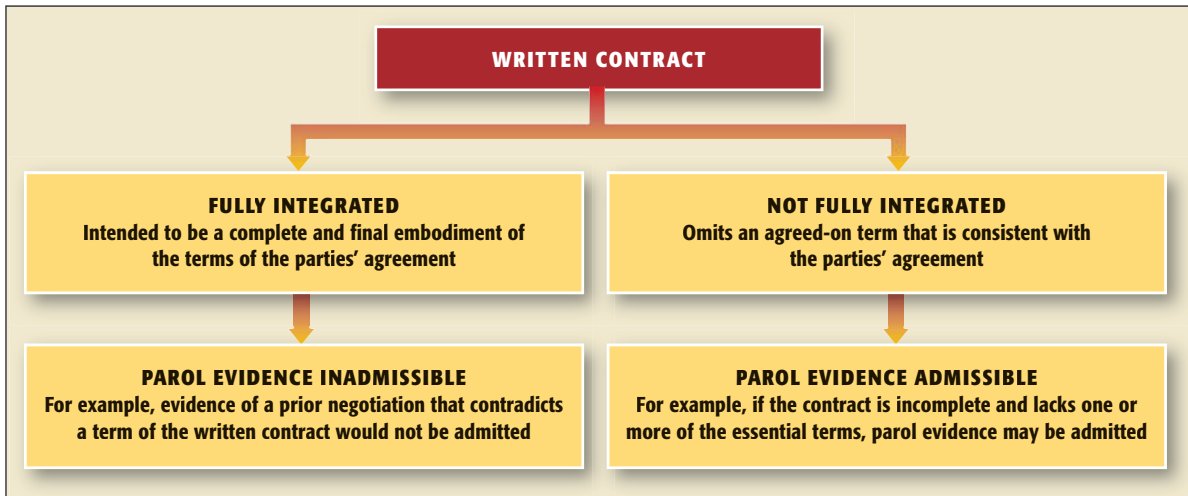 WRITTEN CONTRACT
FULLY INTEGRATED
Intended to be a complete and final embodiment of
the terms of the parties’ agreement
NOT FULLY INTEGRATED
Omits an agreed-on term that is consistent with
the parties’ agreement
PAROL EVIDENCE INADMISSIBLE
For example, evidence of a prior negotiation that contradicts
a term of the written contract would not be admitted
PAROL EVIDENCE ADMISSIBLE
For example, if the contract is incomplete and lacks one or
more of the essential terms, parol evidence may be admitted